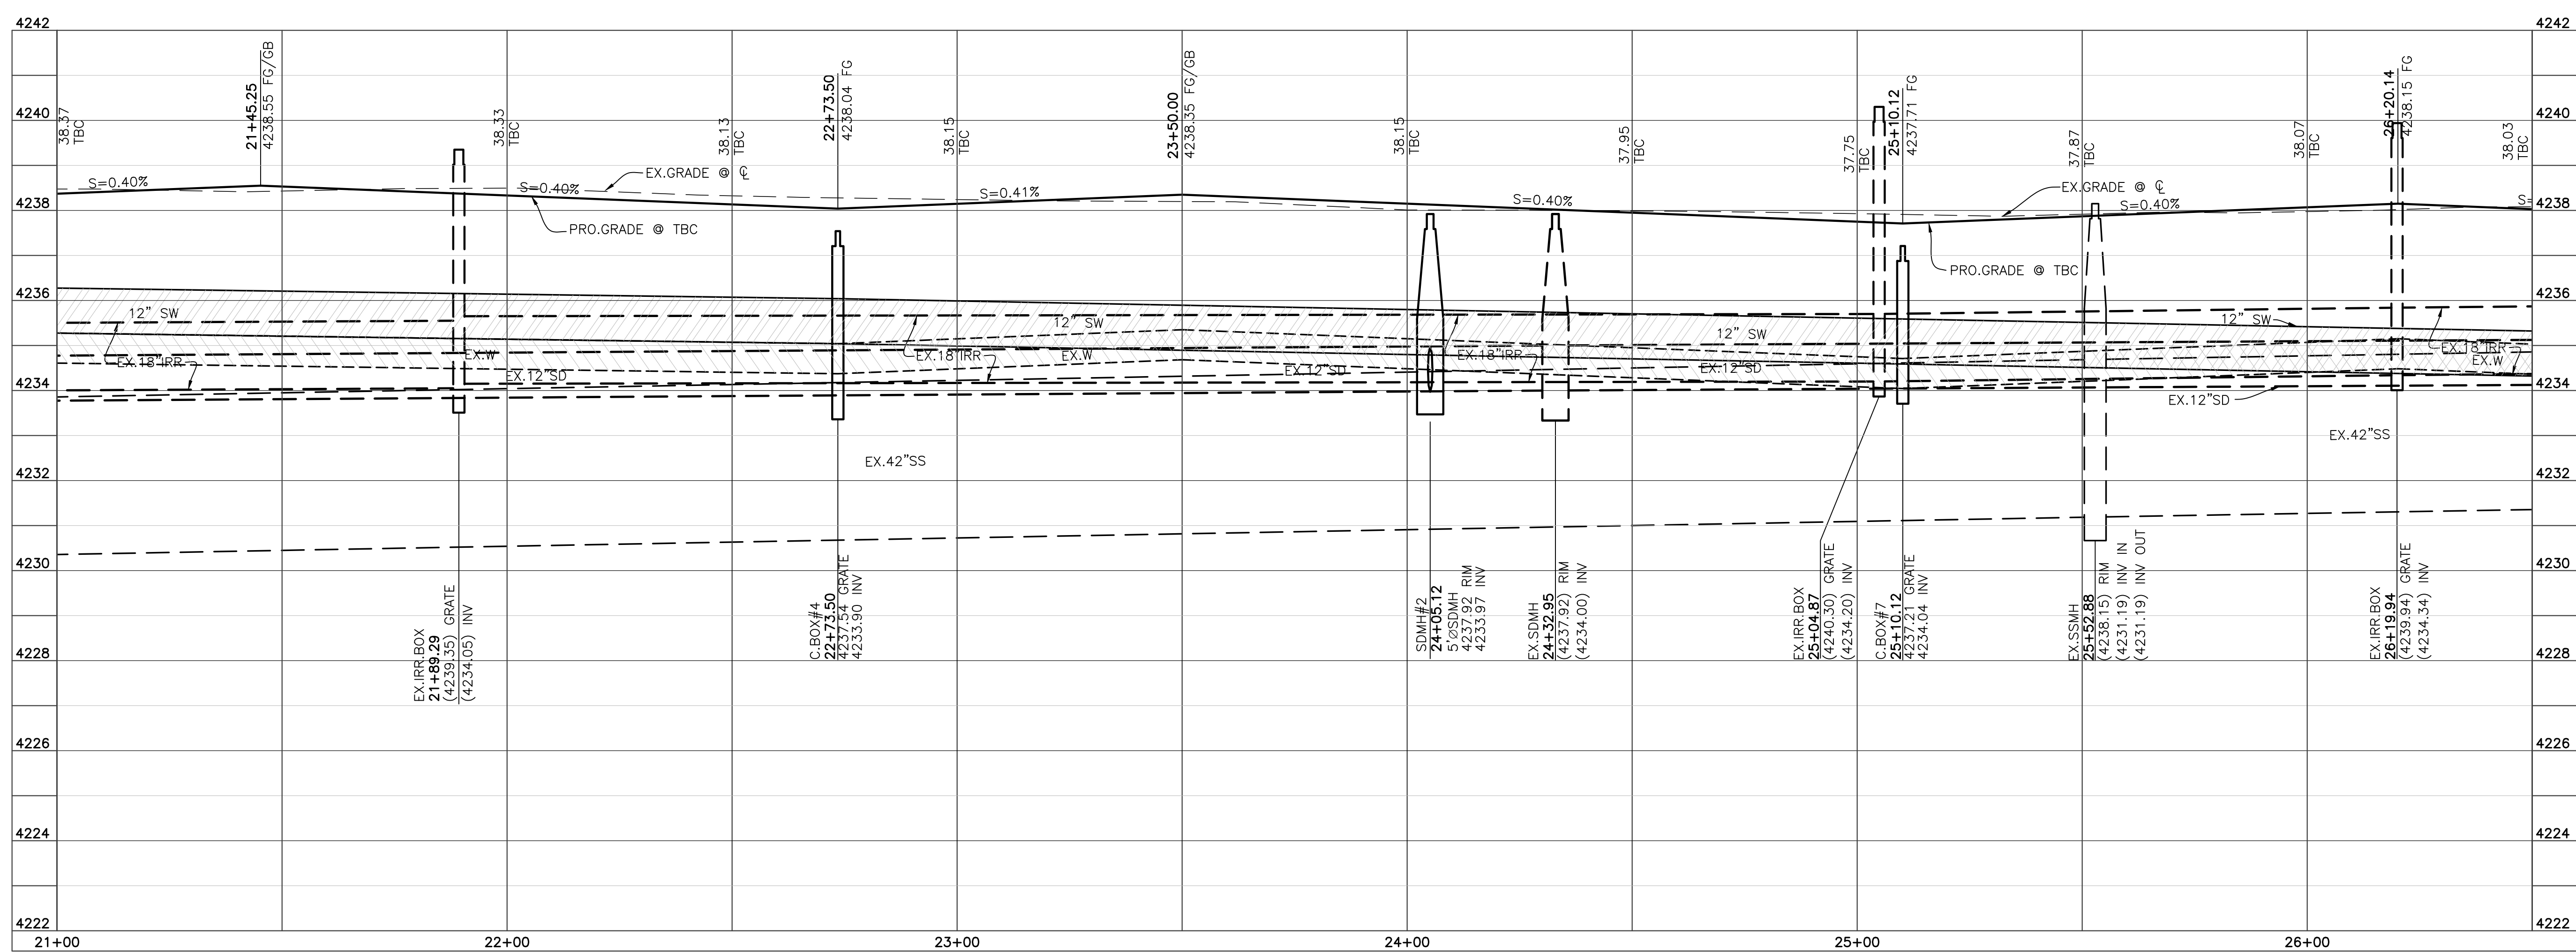 4242
4242
38.37
TBC
21+45.25
4238.55 FG/GB
38.33
TBC
38.13
TBC
22+73.50
4238.04 FG
38.15
TBC
23+50.00
4238.35 FG/GB
38.15
TBC
37.95
TBC
37.75
TBC
25+10.12
4237.71 FG
37.87
TBC
38.07
TBC
26+20.14
4238.15 FG
38.03
TBC
4240
4240
S=0.40%
S=0.40%
EX.GRADE @ ℄
S=0.41%
S=0.40%
EX.GRADE @ ℄
S=0.40%
S=
4238
4238
PRO.GRADE @ TBC
PRO.GRADE @ TBC
4236
4236
12" SW
12" SW
12" SW
12" SW
EX.18"IRR
EX.W
EX.18"IRR
EX.W
EX.18"IRR
EX.18"IRR
EX.W
EX.12"SD
EX.12"SD
EX.12"SD
EX.12"SD
4234
4234
EX.42"SS
EX.42"SS
4232
4232
4230
4230
EX.IRR.BOX
21+89.29
(4239.35) GRATE
(4234.05) INV
C.BOX#4
22+73.50
4237.54 GRATE
4233.90 INV
SDMH#2
24+05.12
5'∅SDMH
4237.92 RIM
4233.97 INV
EX.SDMH
24+32.95
(4237.92) RIM
(4234.00) INV
EX.IRR.BOX
25+04.87
(4240.30) GRATE
(4234.20) INV
C.BOX#7
25+10.12
4237.21 GRATE
4234.04 INV
EX.SSMH
25+52.88
(4238.15) RIM
(4231.19) INV IN
(4231.19) INV OUT
EX.IRR.BOX
26+19.94
(4239.94) GRATE
(4234.34) INV
4228
4228
4226
4226
4224
4224
4222
4222
21+00
22+00
23+00
24+00
25+00
26+00